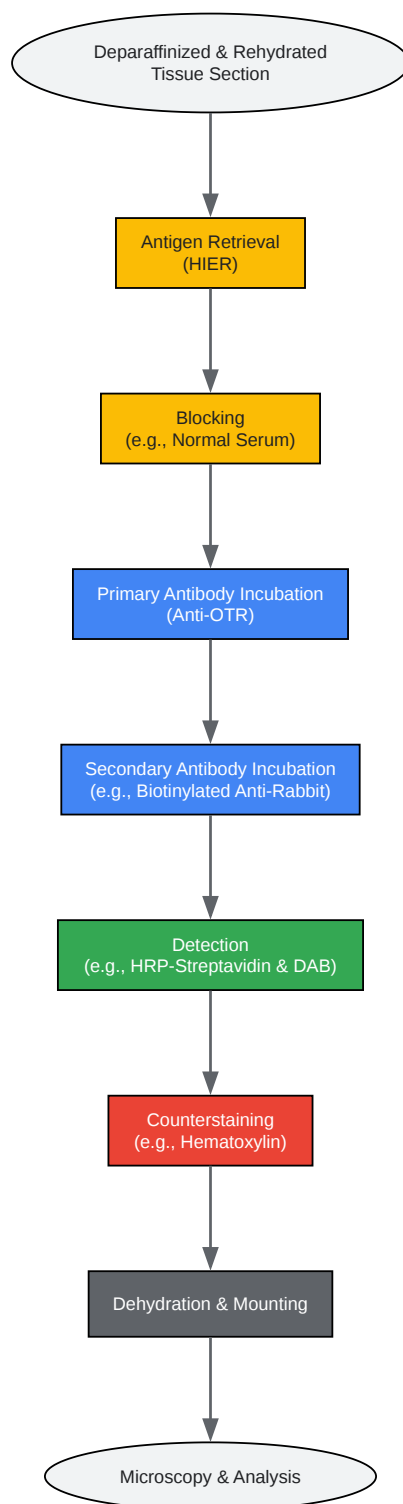 Deparaffinized & Rehydrated
Tissue Section
Antigen Retrieval
(HIER)
Blocking
(e.g., Normal Serum)
Primary Antibody Incubation
(Anti-OTR)
Secondary Antibody Incubation
(e.g., Biotinylated Anti-Rabbit)
Detection
(e.g., HRP-Streptavidin & DAB)
Counterstaining
(e.g., Hematoxylin)
Dehydration & Mounting
Microscopy & Analysis